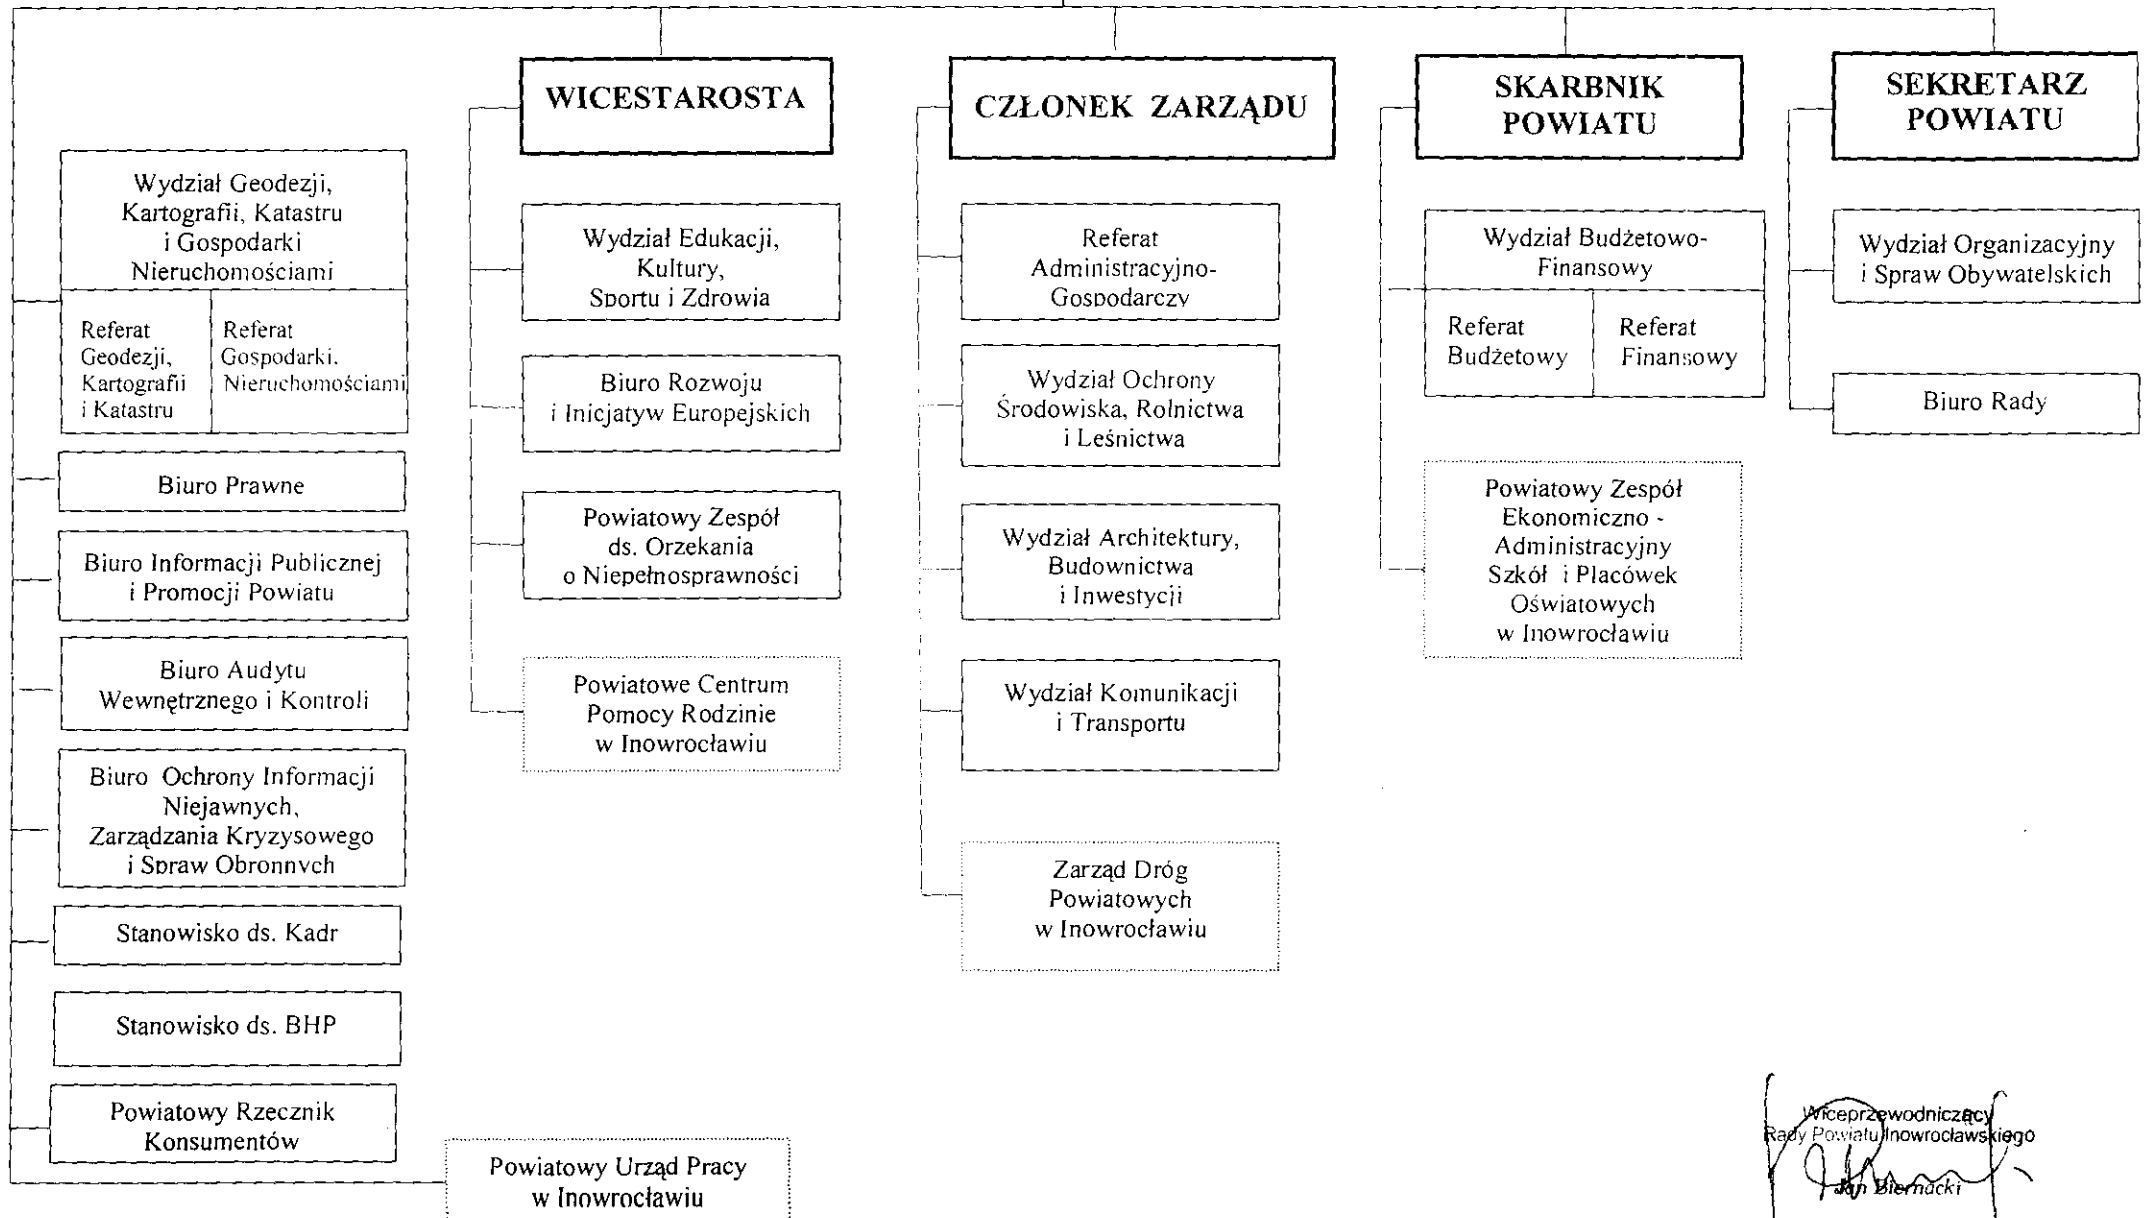 WICESTAROSTA
CZŁONEK ZARZĄDU
SKARBNIK
POWIATU
SEKRETARZ
POWIATU
Wydział Geodezji,
Kartografii, Katastru
i Gospodarki
Nieruchomościami
Referat
Geodezji,
Kartografii
i Katastru
Referat
Gospodarki.
Nieruchomościami
Biuro Prawne
Biuro Informacji Publicznej
i Promocji Powiatu
Biuro Audytu
Wewnętrznego i Kontroli
Biuro Ochrony Informacji
Niejawnych,
Zarządzania Kryzysowego
i Spraw Obronnych
Stanowisko ds. Kadr
Stanowisko ds. BHP
Powiatowy Rzecznik
Konsumentów
Powiatowy Urząd Pracy
w Inowrocławiu
Wydział Edukacji,
Kultury,
Sportu i Zdrowia
Biuro Rozwoju
i Inicjatyw Europejskich
Powiatowy Zespół
ds. Orzekania
o Niepełnosprawności
Powiatowe Centrum
Pomocy Rodzinie
w Inowrocławiu
Referat
Administracyjno-
Gospodarczy
Wydział Ochrony
Środowiska, Rolnictwa
i Leśnictwa
Wydział Architektury,
Budownictwa
i Inwestycji
Wydział Komunikacji
i Transportu
Zarząd Dróg
Powiatowych
w Inowrocławiu
Wydział Budżetowo-
Finansowy
Referat
Budżetowy
Referat
Finansowy
Powiatowy Zespół
Ekonomiczno -
Administracyjny
Szkół i Placówek
Oświatowych
w Inowrocławiu
Wydział Organizacyjny
i Spraw Obywatelskich
Biuro Rady
Wiceprzewodniczący
Rady Powiatu Inowrocławskiego
Jan Biernacki